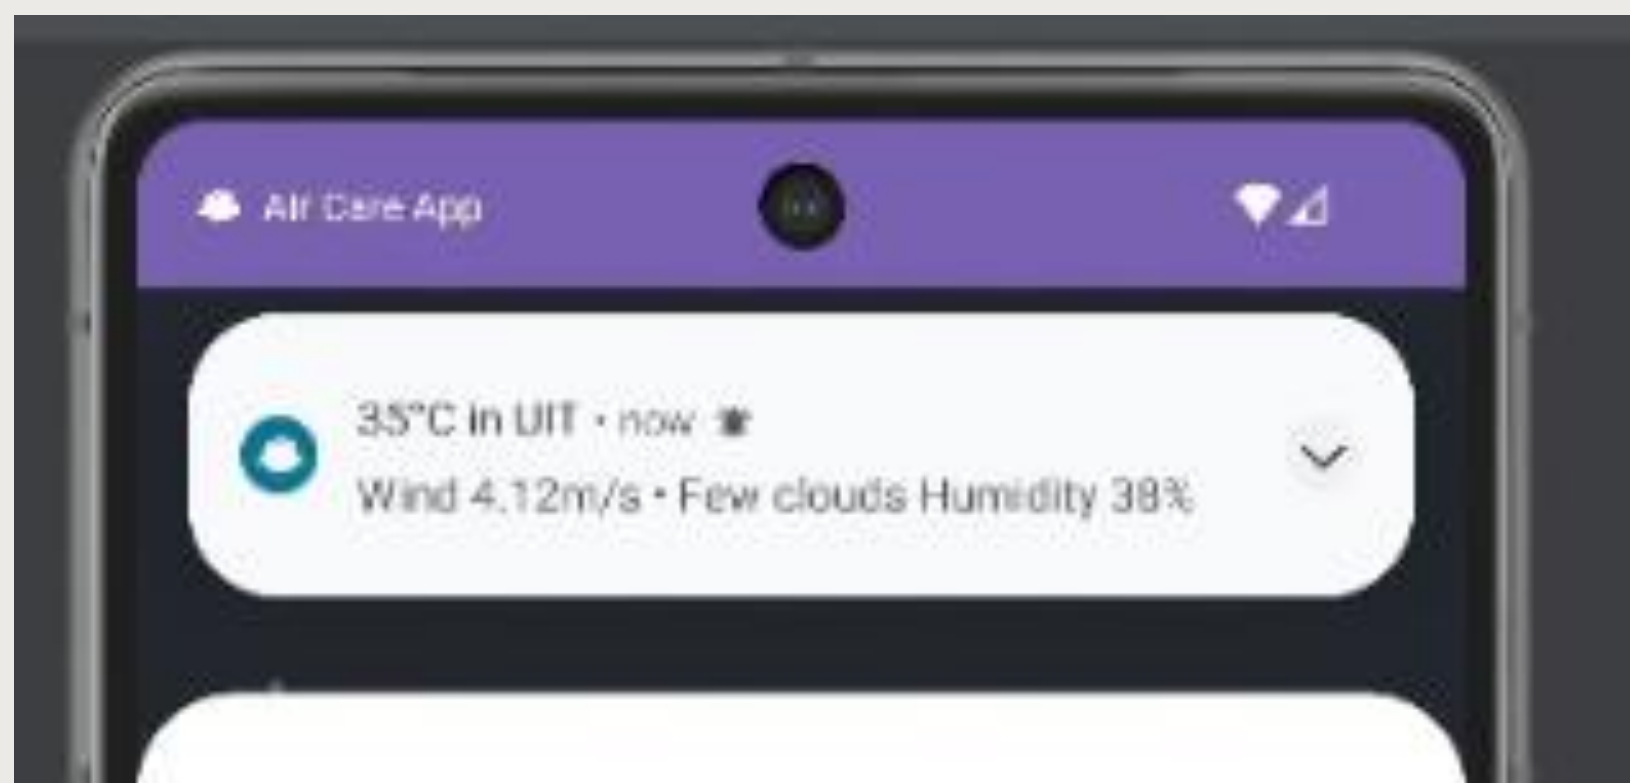 Air Care App
35°C in UIT • now
Wind 4.12m/s • Few clouds Humidity 38%